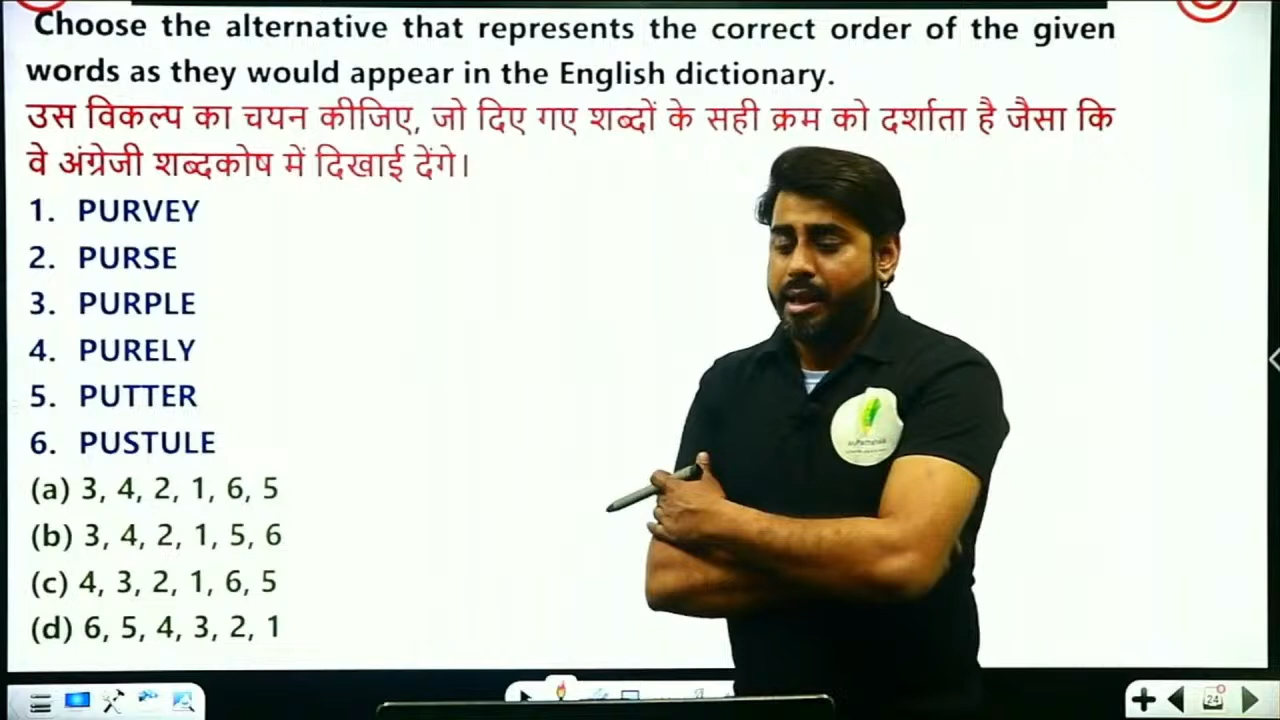 Choose the alternative that represents the correct order of the given
words as they would appear in the English dictionary.
उस विकल्प का चयन कीजिए, जो दिए गए शब्दों के सही क्रम को दर्शाता है जैसा कि
वे अंग्रेजी शब्दकोष में दिखाई देंगे।
1. PURVEY
2. PURSE
3. PURPLE
4. PURELY
5. PUTTER
6. PUSTULE
(a) 3, 4, 2, 1, 6, 5
(b) 3, 4, 2, 1, 5, 6
(c) 4, 3, 2, 1, 6, 5
(d) 6, 5, 4, 3, 2, 1
24